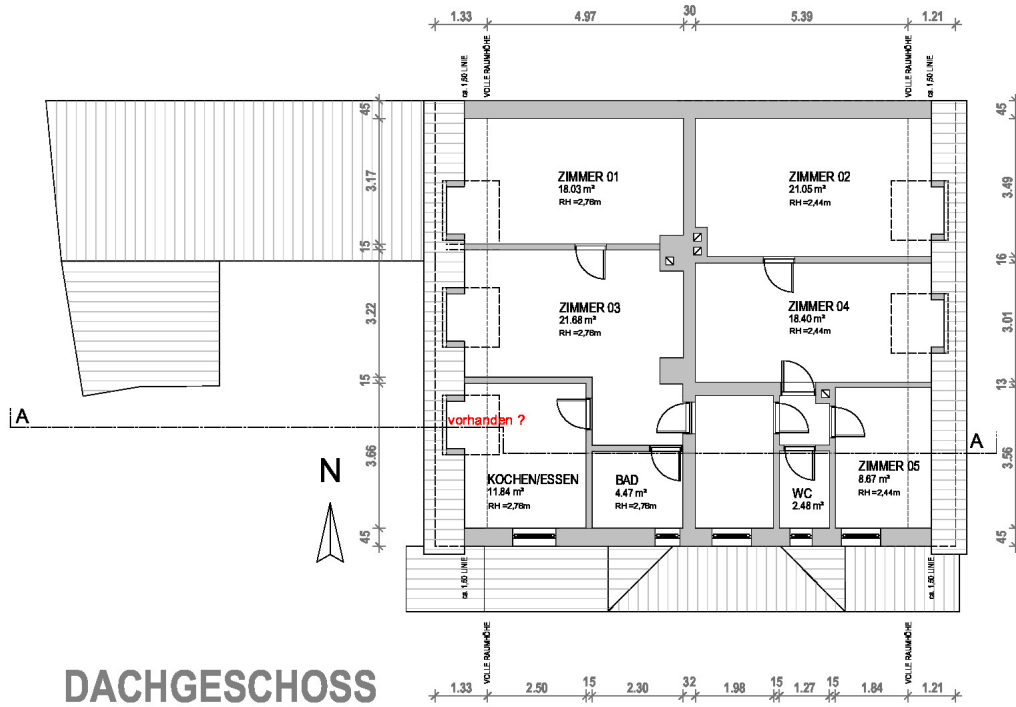 1.33 4.97 30 5.39 1.21
ca. 1,50 LINIE
VOLLE RAUMHÖHE
VOLLE RAUMHÖHE
ca. 1,50 LINIE
45
45
ZIMMER 01
18.03 m²
RH =2,76m
ZIMMER 02
21.05 m²
RH =2,44m
3.17
3.49
15
16
ZIMMER 03
21.68 m²
RH =2,76m
ZIMMER 04
18.40 m²
RH =2,44m
3.22
3.01
15
13
A
vorhanden ?
A
3.66
3.56
N
KOCHEN/ESSEN
11.84 m²
RH =2,76m
BAD
4.47 m²
RH =2,76m
WC
2.48 m²
ZIMMER 05
8.67 m²
RH =2,44m
45
45
ca. 1,50 LINIE
VOLLE RAUMHÖHE
VOLLE RAUMHÖHE
ca. 1,50 LINIE
DACHGESCHOSS
1.33 2.50 15 2.30 32 1.98 15 1.27 15 1.84 1.21